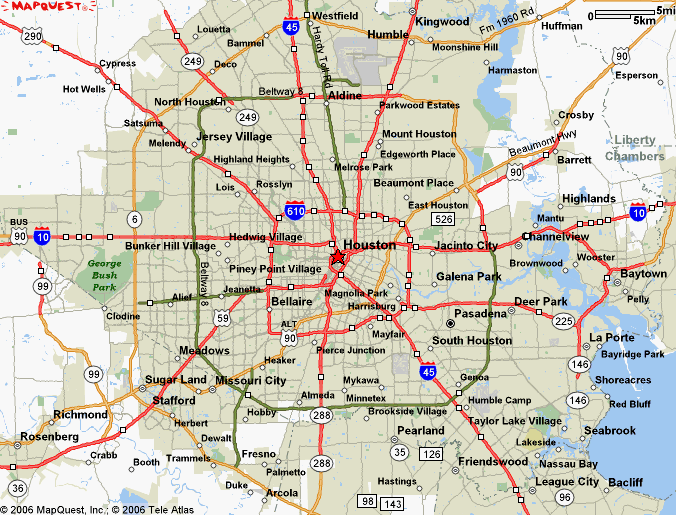 MAPQUEST
Westfield
Kingwood
Fm 1960 Rd
5mi
5km
Huffman
Louetta
Bammel
45
Humble
Moonshine Hill
290
Cypress
249
Deco
Hardy Toll Rd
Harmaston
90
Esperson
Hot Wells
Beltway 8
Aldine
North Houston
249
Parkwood Estates
Crosby
Satsuma
Melendy
Jersey Village
Mount Houston
Beaumont Hwy
Liberty
Chambers
Highland Heights
Edgeworth Place
Barrett
Melrose Park
90
Lois
Rosslyn
Beaumont Place
East Houston
Highlands
6
610
526
Mantu
10
BUS
90
10
Hedwig Village
Houston
Channelview
Bunker Hill Village
Jacinto City
Wooster
George
Bush
Park
Beltway 8
Piney Point Village
Galena Park
Brownwood
Baytown
99
Alief
Jeanetta
Magnolia Park
Pelly
Bellaire
Harrisburg
Deer Park
Clodine
59
Pasadena
225
ALT
90
Mayfair
South Houston
La Porte
Meadows
Pierce Junction
Bayridge Park
Heaker
45
146
99
Sugar Land
Missouri City
Mykawa
Genoa
Shoreacres
Stafford
Almeda
Minnetex
Humble Camp
146
Red Bluff
Richmond
Hobby
288
Brookside Village
Taylor Lake Village
Rosenberg
Herbert
Dewalt
Pearland
Seabrook
Lakeside
Crabb
Booth
Trammels
Fresno
288
35
126
Friendswood
Nassau Bay
Palmetto
Hastings
League City
Bacliff
36
Duke
Arcola
98
143
96
© 2006 MapQuest, Inc.; © 2006 Tele Atlas